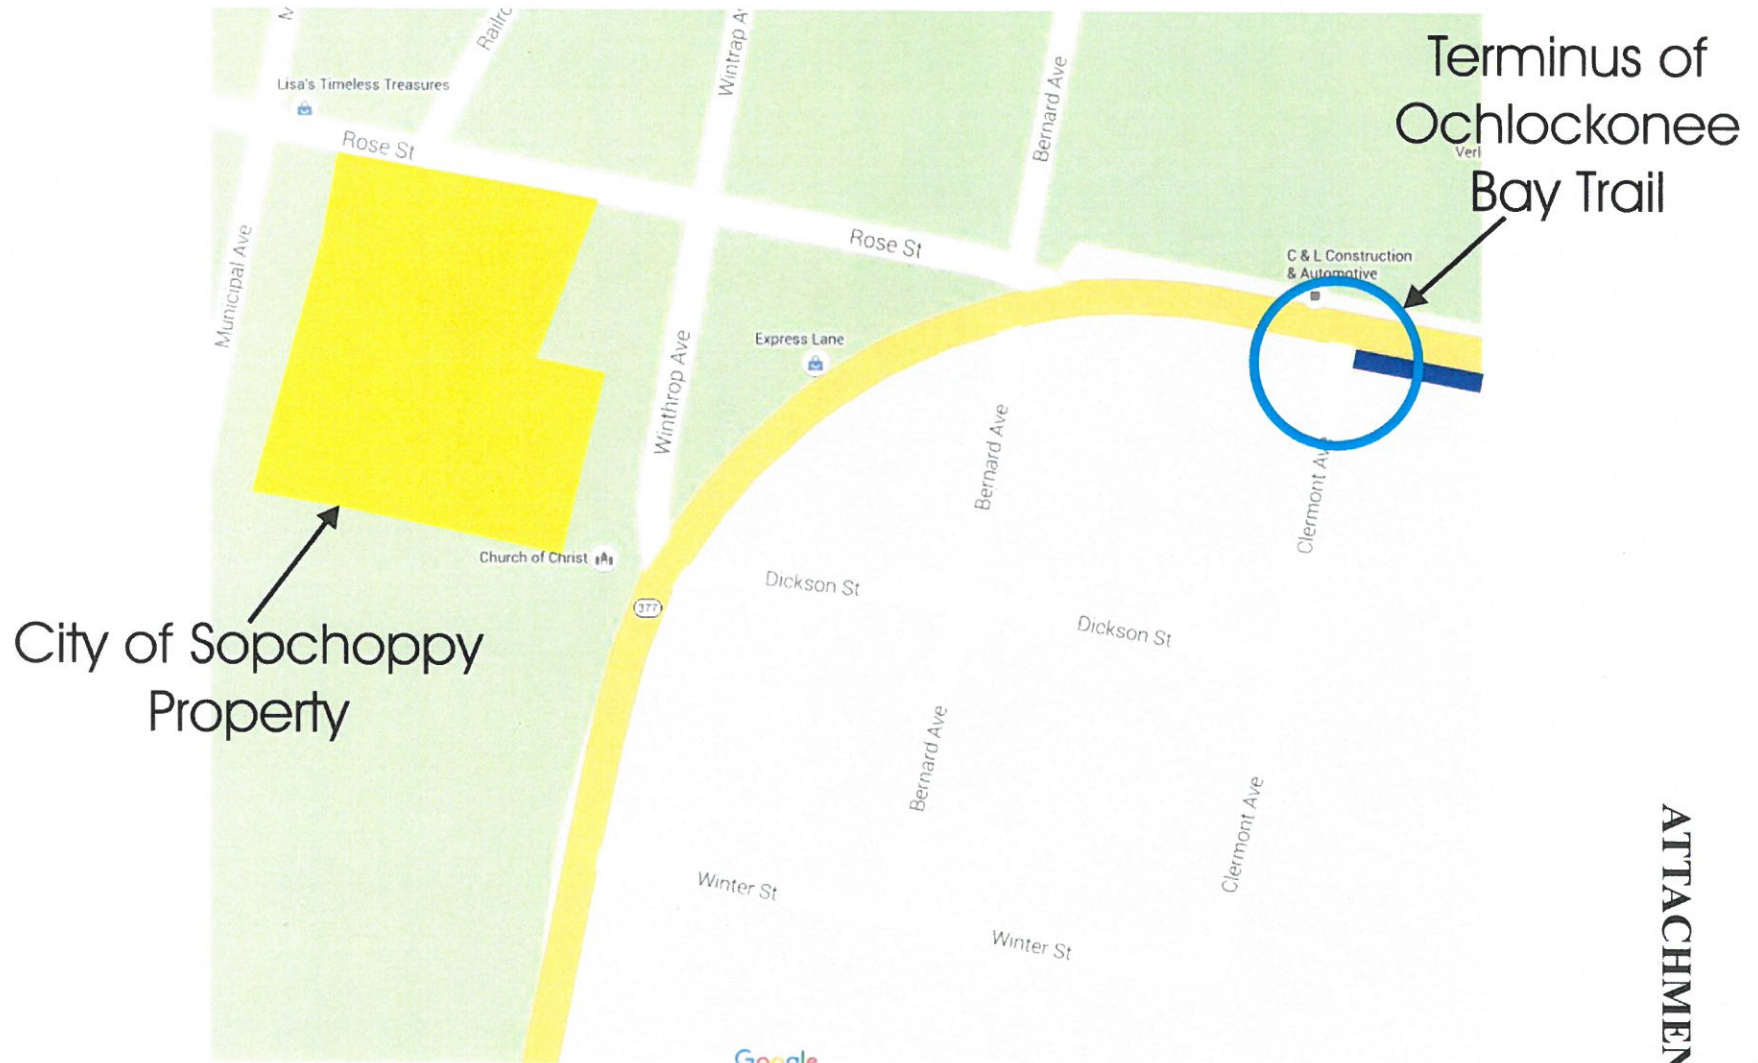 Terminus of
Ochlockonee
Bay Trail
Lisa's Timeless Treasures
Rose St
Municipal Ave
Bernard Ave
Rose St
C & L Construction
& Automotive
Express Lane
Winthrop Ave
Bernard Ave
Clermont Ave
Church of Christ
377
Dickson St
Dickson St
City of Sopchoppy
Property
Bernard Ave
Clermont Ave
Winter St
Winter St
Google